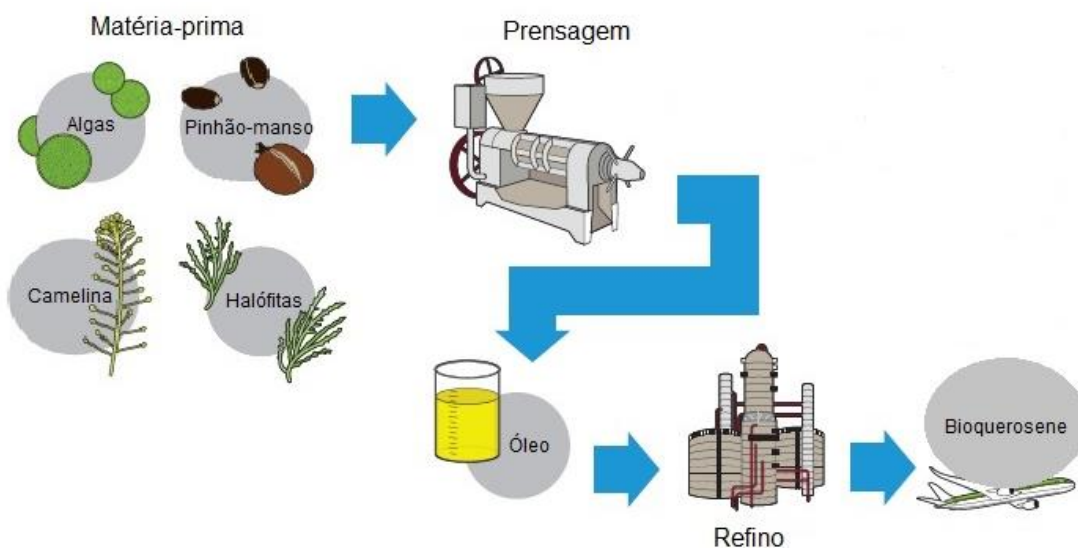 Matéria-prima
Prensagem
Algas
Pinhão-manso
Camelina
Halófitas
Óleo
Bioquerosene
Refino